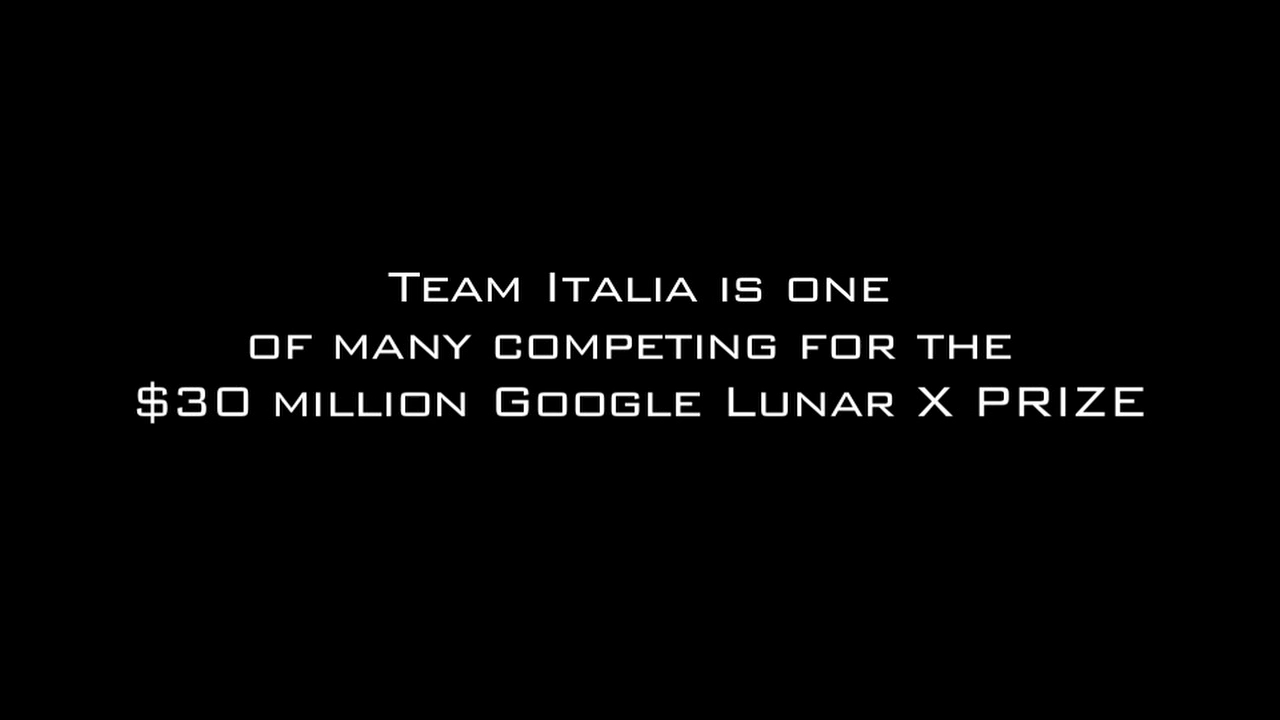 Team Italia is one
of many competing for the
$30 million Google Lunar X PRIZE